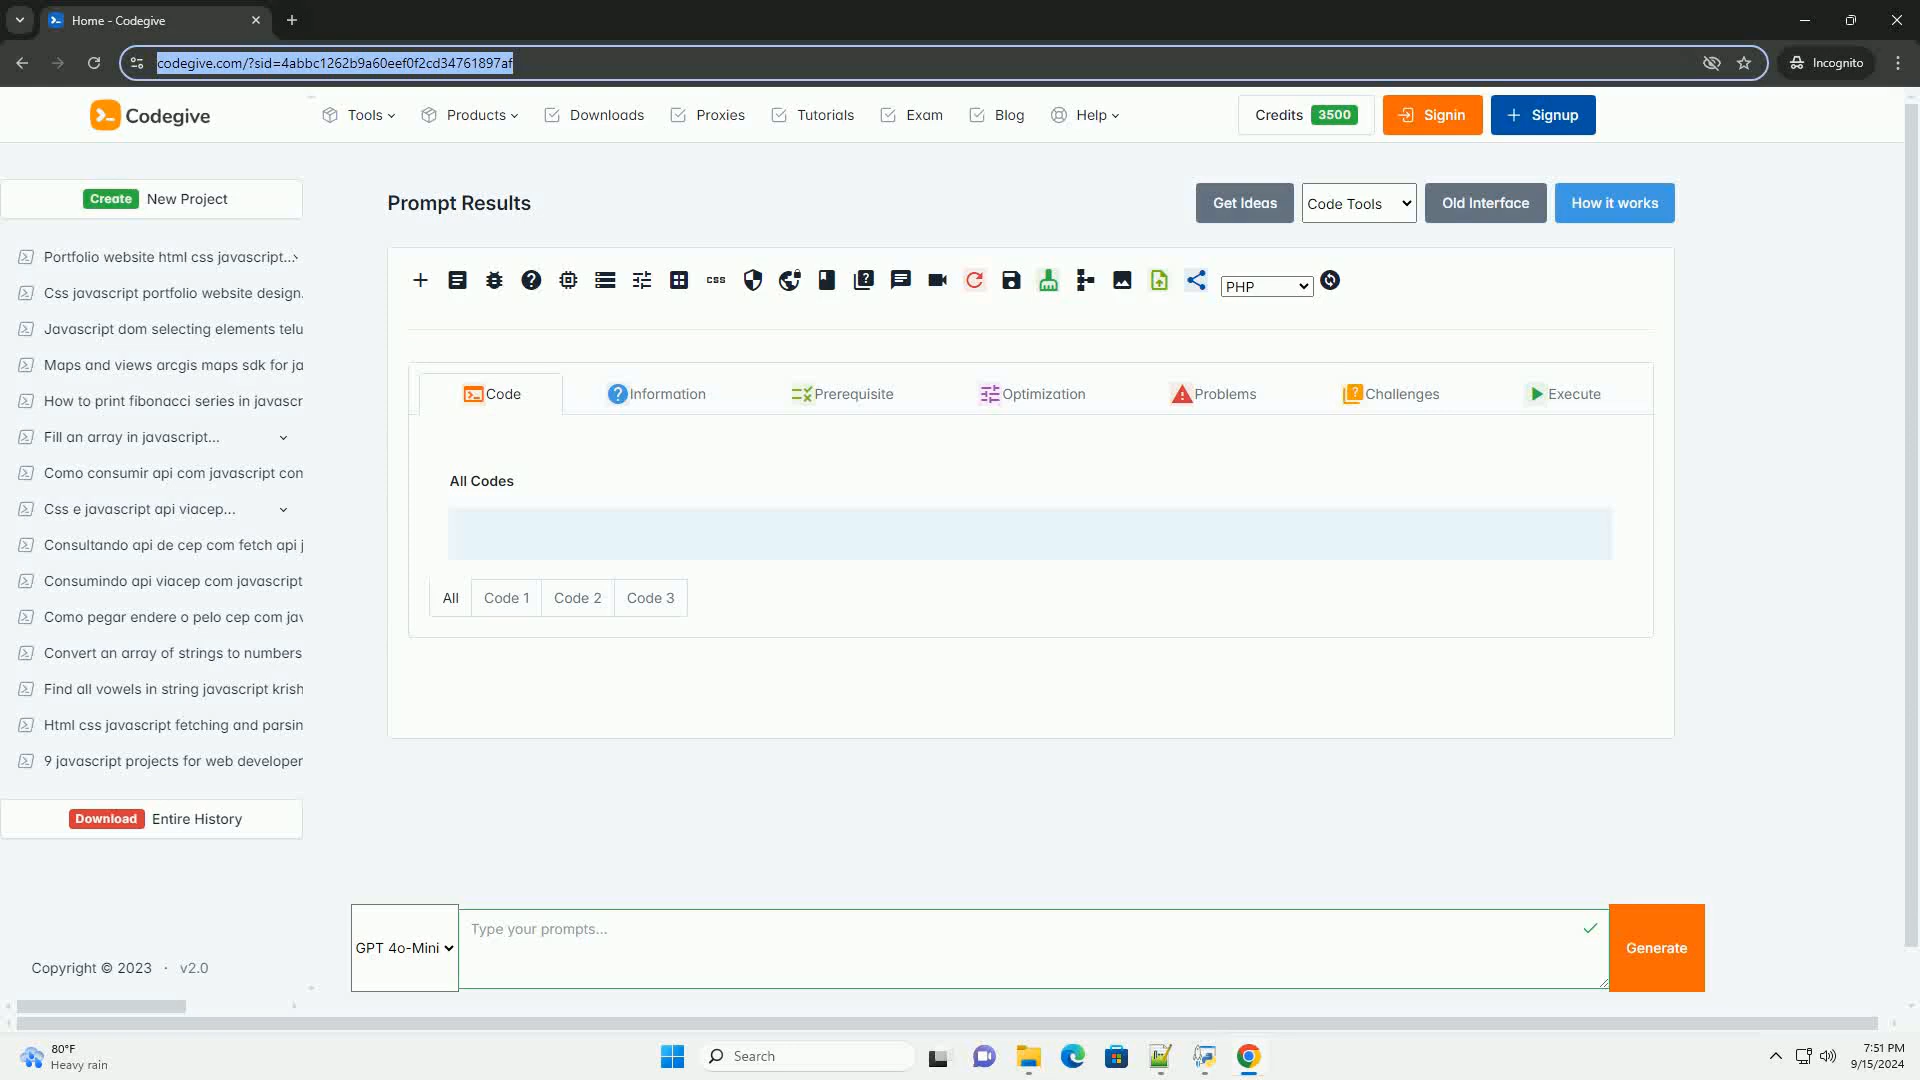 Home - Codegive
codegive.com/?sid=4abbc1262b9a60eef0f2cd34761897af
Incognito
Codegive
Tools
Products
Downloads
Proxies
Tutorials
Exam
Blog
Help
Credits 3500
Signin
Signup
Create New Project
Prompt Results
Get Ideas
Code Tools
Old Interface
How it works
Portfolio website html css javascript...
Css javascript portfolio website design.
Javascript dom selecting elements telu
Maps and views arcgis maps sdk for ja
How to print fibonacci series in javascr
Fill an array in javascript...
Como consumir api com javascript con
Css e javascript api viacep...
Consultando api de cep com fetch api j
Consumindo api viacep com javascript
Como pegar endere o pelo cep com jav
Convert an array of strings to numbers
Find all vowels in string javascript krish
Html css javascript fetching and parsin
9 javascript projects for web developer
Download Entire History
Copyright © 2023 · v2.0
css
PHP
Code
Information
Prerequisite
Optimization
Problems
Challenges
Execute
All Codes
All
Code 1
Code 2
Code 3
GPT 4o-Mini
Type your prompts...
Generate
80°F
Heavy rain
Search
7:51 PM
9/15/2024